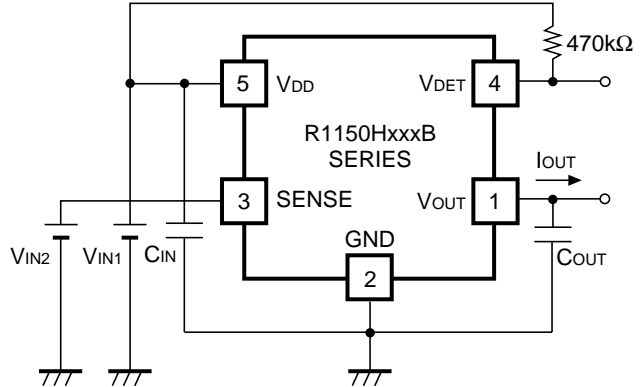 470kΩ
5 VDD VDET 4
R1150HxxxB
SERIES
3 SENSE VOUT 1
IOUT
GND
2
VIN2 VIN1 CIN COUT